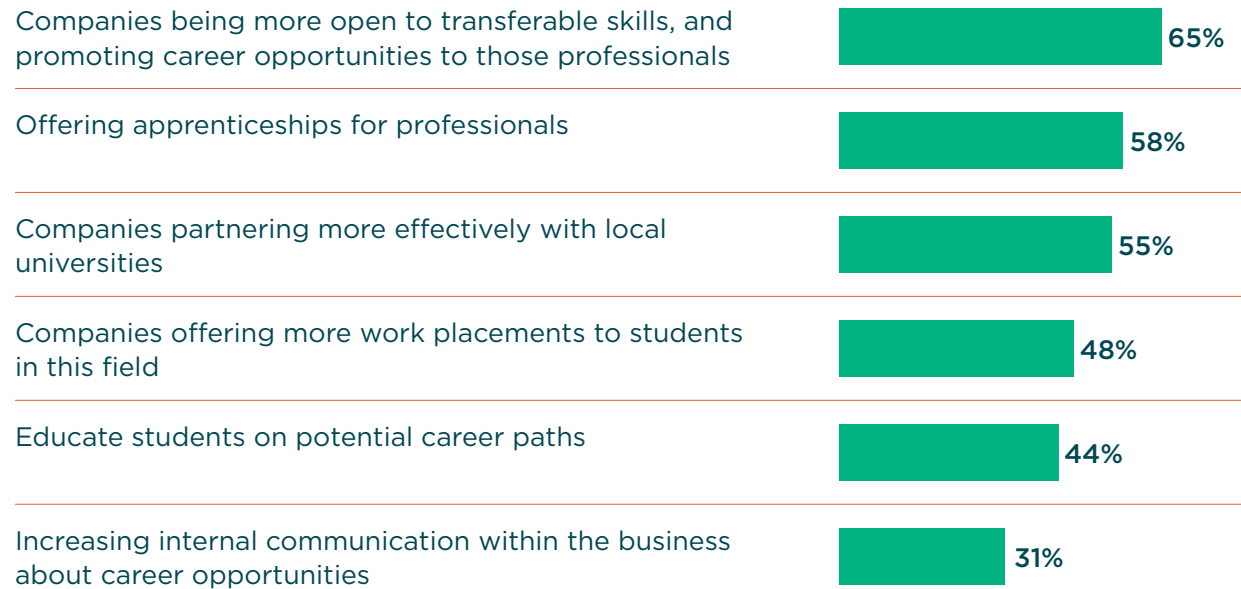 Companies being more open to transferable skills, and
promoting career opportunities to those professionals
65%
Offering apprenticeships for professionals
58%
Companies partnering more effectively with local
universities
55%
Companies offering more work placements to students
in this field
48%
Educate students on potential career paths
44%
Increasing internal communication within the business
about career opportunities
31%